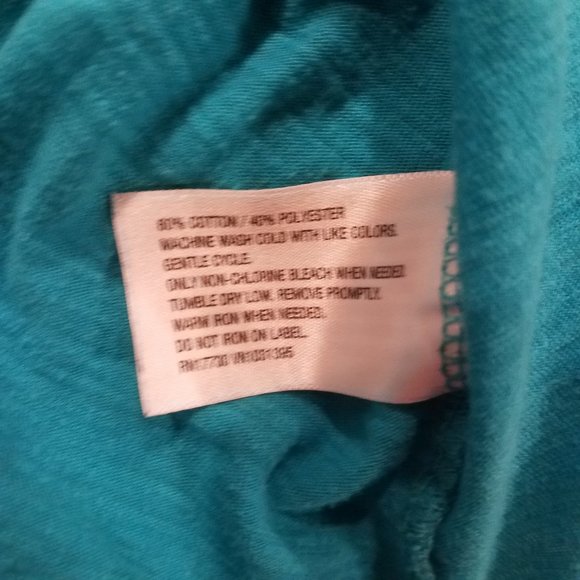 60% COTTON / 40% POLYESTER
MACHINE WASH COLD WITH LIKE COLORS.
GENTLE CYCLE.
ONLY NON-CHLORINE BLEACH WHEN NEEDED.
TUMBLE DRY LOW. REMOVE PROMPTLY.
WARM IRON WHEN NEEDED.
DO NOT IRON ON LABEL.
RN17700